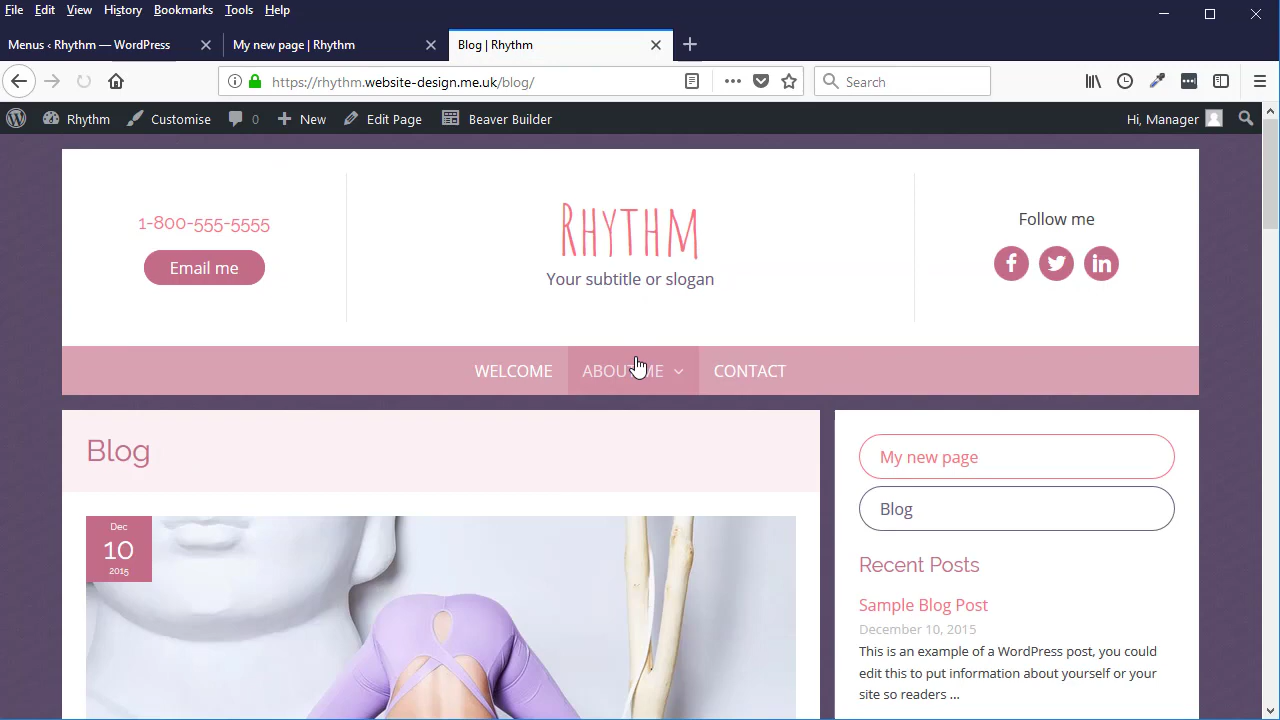 File Edit View History Bookmarks Tools Help
Menus ‹ Rhythm — WordPress
My new page | Rhythm
Blog | Rhythm
https://rhythm.website-design.me.uk/blog/
Search
Rhythm Customise 0 New Edit Page Beaver Builder Hi, Manager
1-800-555-5555
Email me
Rhythm
Your subtitle or slogan
Follow me
WELCOME ABOUT ME CONTACT
Blog
Dec
10
2015
My new page
Blog
Recent Posts
Sample Blog Post
December 10, 2015
This is an example of a WordPress post, you could
edit this to put information about yourself or your
site so readers ...